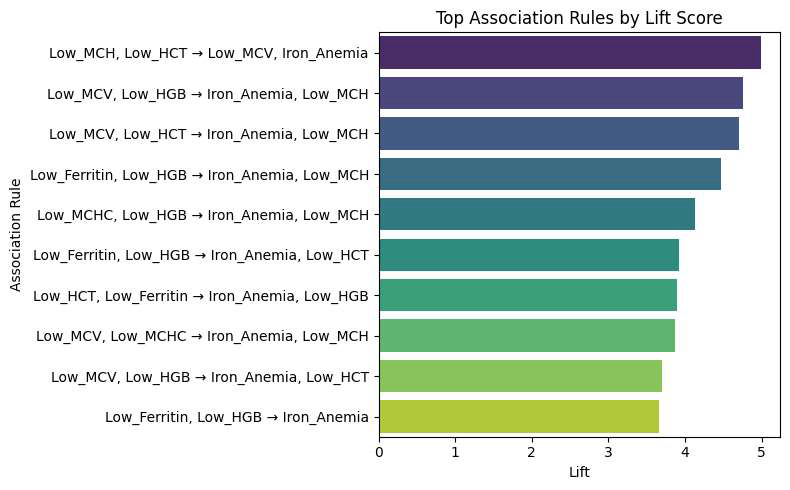 Top Association Rules by Lift Score
Association Rule
Low_MCH, Low_HCT → Low_MCV, Iron_Anemia
Low_MCV, Low_HGB → Iron_Anemia, Low_MCH
Low_MCV, Low_HCT → Iron_Anemia, Low_MCH
Low_Ferritin, Low_HGB → Iron_Anemia, Low_MCH
Low_MCHC, Low_HGB → Iron_Anemia, Low_MCH
Low_Ferritin, Low_HGB → Iron_Anemia, Low_HCT
Low_HCT, Low_Ferritin → Iron_Anemia, Low_HGB
Low_MCV, Low_MCHC → Iron_Anemia, Low_MCH
Low_MCV, Low_HGB → Iron_Anemia, Low_HCT
Low_Ferritin, Low_HGB → Iron_Anemia
0 1 2 3 4 5
Lift